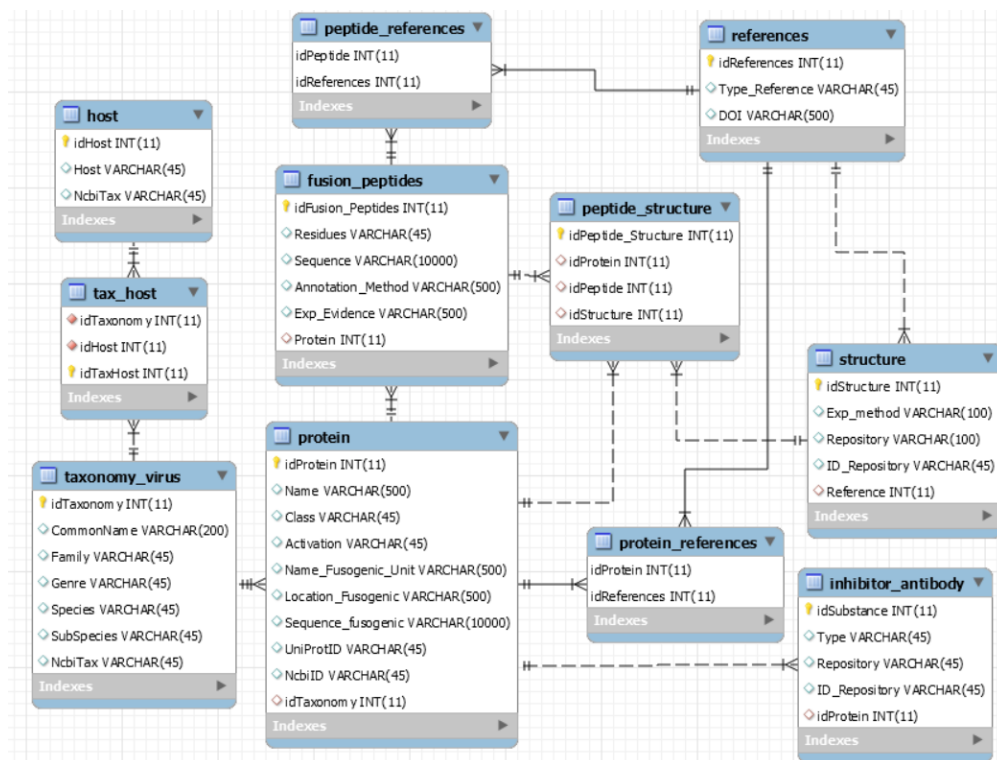 peptide_references
idPeptide INT(11)
idReferences INT(11)
Indexes
references
idReferences INT(11)
Type_Reference VARCHAR(45)
DOI VARCHAR(500)
Indexes
host
idHost INT(11)
Host VARCHAR(45)
NcbiTax VARCHAR(45)
Indexes
fusion_peptides
idFusion_Peptides INT(11)
Residues VARCHAR(45)
Sequence VARCHAR(10000)
Annotation_Method VARCHAR(500)
Exp_Evidence VARCHAR(500)
Protein INT(11)
Indexes
peptide_structure
idPeptide_Structure INT(11)
idProtein INT(11)
idPeptide INT(11)
idStructure INT(11)
Indexes
tax_host
idTaxonomy INT(11)
idHost INT(11)
idTaxHost INT(11)
Indexes
structure
idStructure INT(11)
Exp_method VARCHAR(100)
Repository VARCHAR(100)
ID_Repository VARCHAR(45)
Reference INT(11)
Indexes
taxonomy_virus
idTaxonomy INT(11)
CommonName VARCHAR(200)
Family VARCHAR(45)
Genre VARCHAR(45)
Species VARCHAR(45)
SubSpecies VARCHAR(45)
NcbiTax VARCHAR(45)
Indexes
protein
idProtein INT(11)
Name VARCHAR(500)
Class VARCHAR(45)
Activation VARCHAR(45)
Name_Fusogenic_Unit VARCHAR(500)
Location_Fusogenic VARCHAR(500)
Sequence_fusogenic VARCHAR(10000)
UniProtID VARCHAR(45)
NcbiID VARCHAR(45)
idTaxonomy INT(11)
Indexes
protein_references
idProtein INT(11)
idReferences INT(11)
Indexes
inhibitor_antibody
idSubstance INT(11)
Type VARCHAR(45)
Repository VARCHAR(45)
ID_Repository VARCHAR(45)
idProtein INT(11)
Indexes